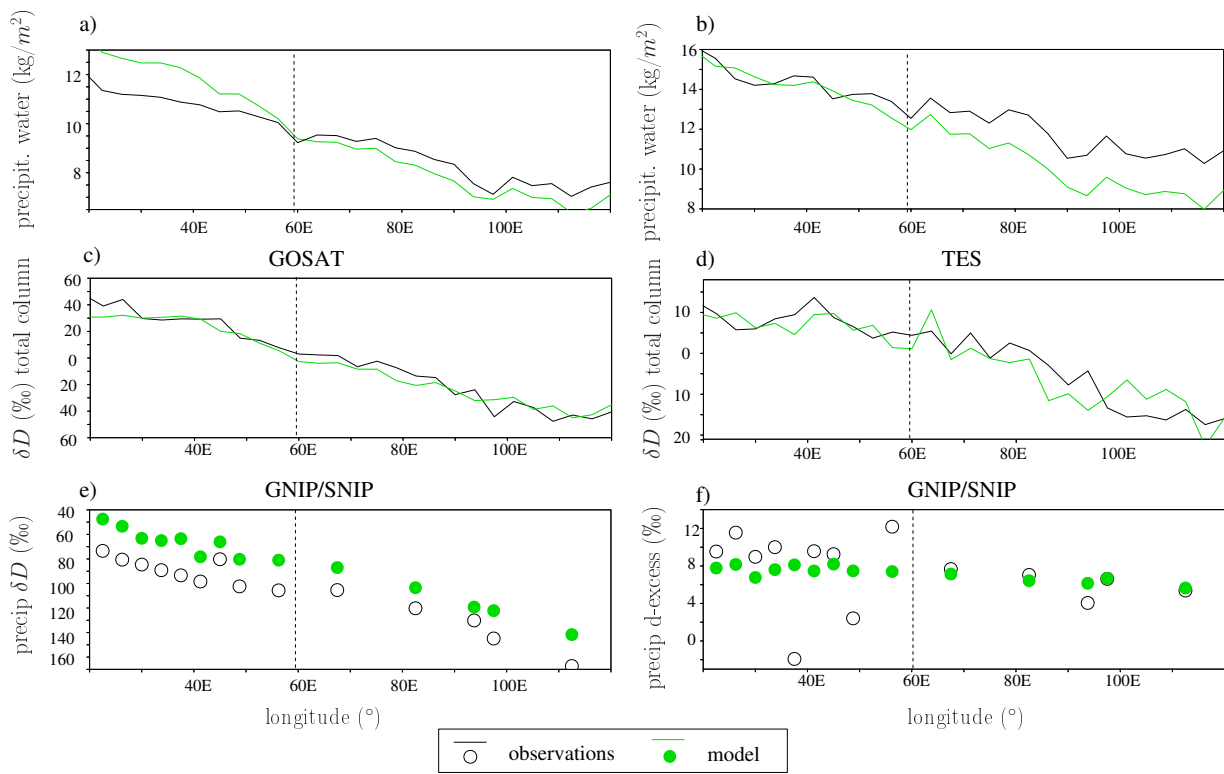 a)
precipit. water (kg/m²)
12
10
8
40E 60E 80E 100E
b)
precipit. water (kg/m²)
16
14
12
10
8
40E 60E 80E 100E
c) GOSAT
δD (‰) total column
60
40
20
0
20
40
60
40E 60E 80E 100E
d) TES
δD (‰) total column
10
0
10
20
40E 60E 80E 100E
e) GNIP/SNIP
precip δD (‰)
40
60
80
100
120
140
160
40E 60E 80E 100E
longitude (°)
f) GNIP/SNIP
precip d-excess (‰)
12
8
4
0
40E 60E 80E 100E
longitude (°)
observations model